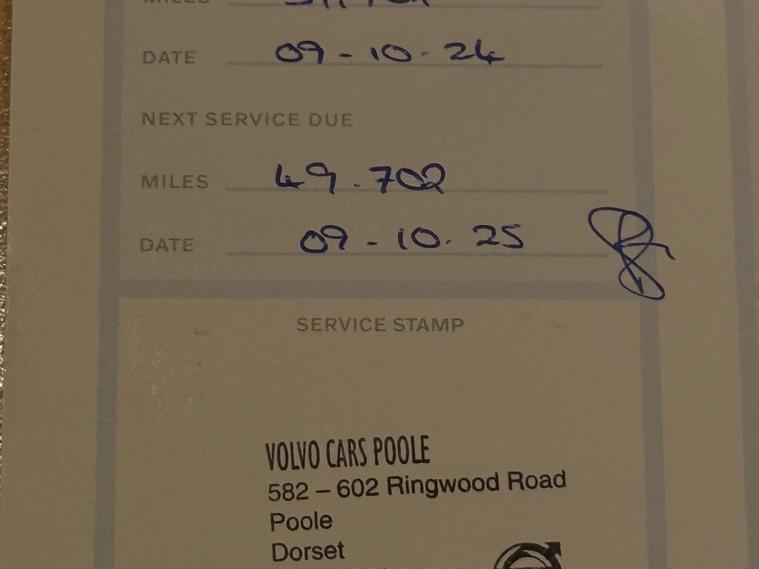 DATE 09-10.24
NEXT SERVICE DUE
MILES 49.702
DATE 09-10.25
SERVICE STAMP
VOLVO CARS POOLE
582 – 602 Ringwood Road
Poole
Dorset